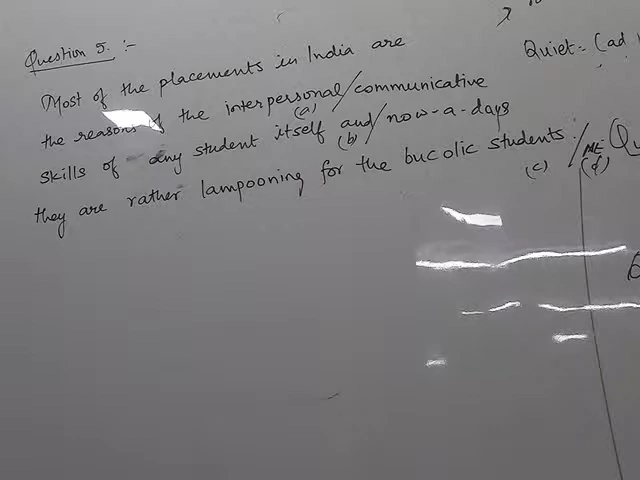 Question 5. :-
Most of the placements in India are
the reasons of the interpersonal/communicative
(a)
skills of any student itself and/now-a-days
(b)
they are rather lampooning for the bucolic students. / NE
(c) (d)
Quiet :- (ad